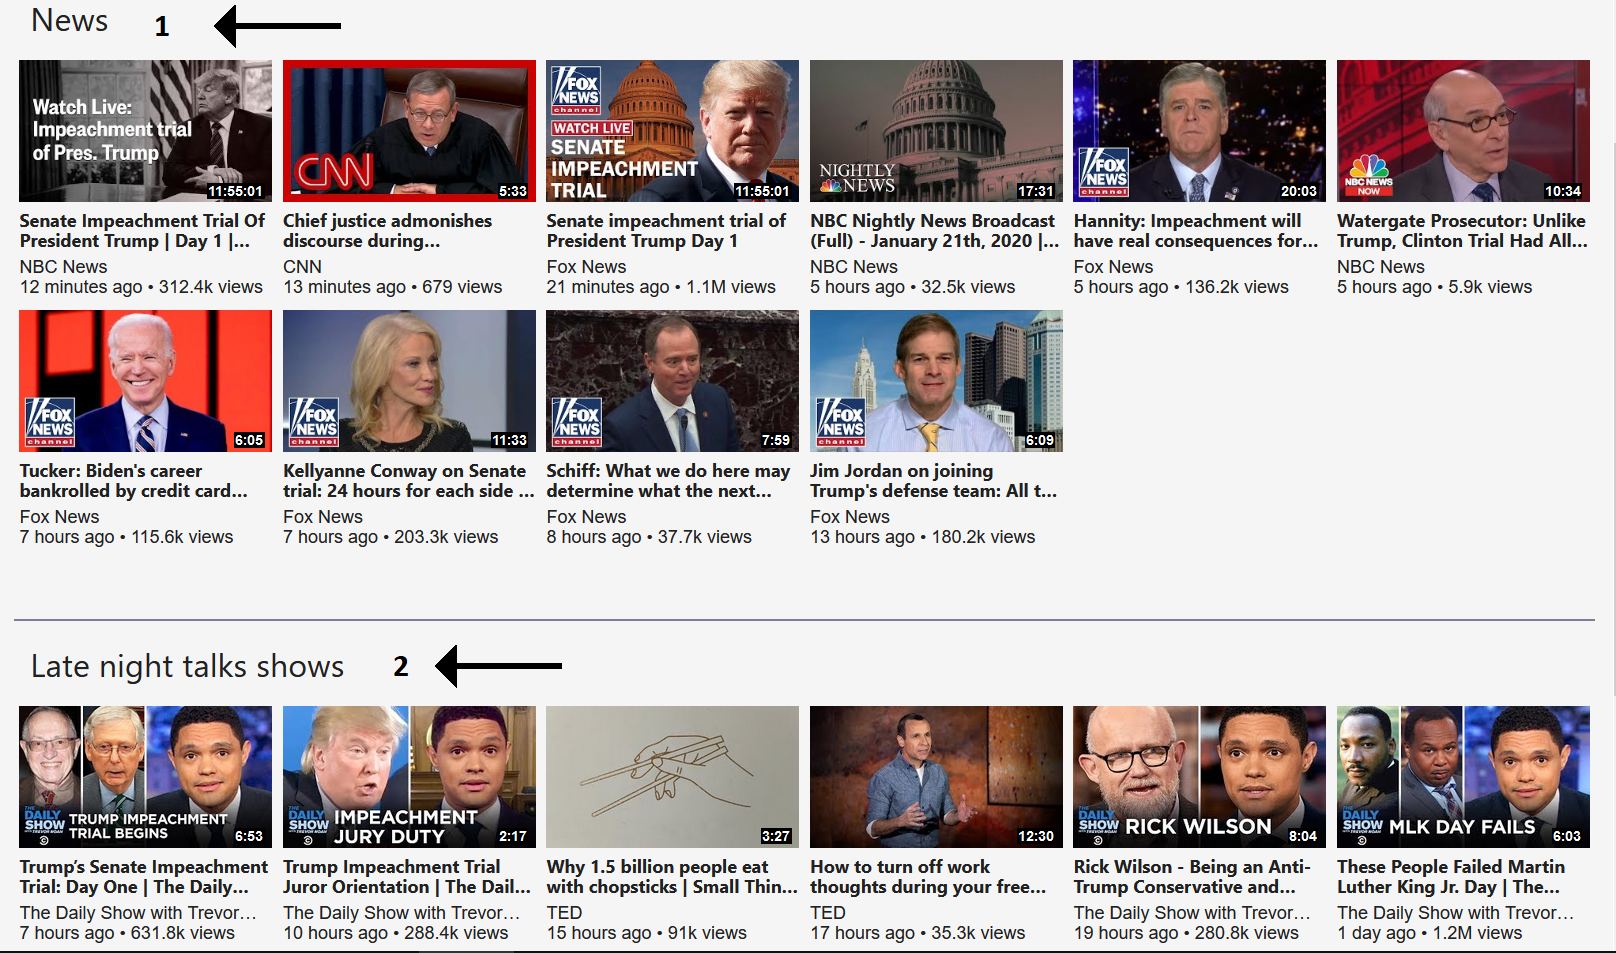 News 1
Watch Live:
Impeachment trial
of Pres. Trump
11:55:01
Senate Impeachment Trial Of
President Trump | Day 1 |...
NBC News
12 minutes ago • 312.4k views
CNN
5:33
Chief justice admonishes
discourse during...
CNN
13 minutes ago • 679 views
FOX
NEWS
channel
WATCH LIVE
SENATE
IMPEACHMENT
TRIAL
11:55:01
Senate impeachment trial of
President Trump Day 1
Fox News
21 minutes ago • 1.1M views
NIGHTLY
NEWS
17:31
NBC Nightly News Broadcast
(Full) - January 21th, 2020 |...
NBC News
5 hours ago • 32.5k views
FOX
NEWS
channel
20:03
Hannity: Impeachment will
have real consequences for...
Fox News
5 hours ago • 136.2k views
NBC NEWS
NOW
10:34
Watergate Prosecutor: Unlike
Trump, Clinton Trial Had All...
NBC News
5 hours ago • 5.9k views
FOX
NEWS
channel
6:05
Tucker: Biden's career
bankrolled by credit card...
Fox News
7 hours ago • 115.6k views
FOX
NEWS
channel
11:33
Kellyanne Conway on Senate
trial: 24 hours for each side ...
Fox News
7 hours ago • 203.3k views
FOX
NEWS
channel
7:59
Schiff: What we do here may
determine what the next...
Fox News
8 hours ago • 37.7k views
FOX
NEWS
channel
6:09
Jim Jordan on joining
Trump's defense team: All t...
Fox News
13 hours ago • 180.2k views
Late night talks shows 2
THE
DAILY
SHOW
TRUMP IMPEACHMENT
TRIAL BEGINS
6:53
Trump's Senate Impeachment
Trial: Day One | The Daily...
The Daily Show with Trevor...
7 hours ago • 631.8k views
THE
DAILY
SHOW
IMPEACHMENT
JURY DUTY
2:17
Trump Impeachment Trial
Juror Orientation | The Dail...
The Daily Show with Trevor...
10 hours ago • 288.4k views
3:27
Why 1.5 billion people eat
with chopsticks | Small Thin...
TED
15 hours ago • 91k views
12:30
How to turn off work
thoughts during your free...
TED
17 hours ago • 35.3k views
THE
DAILY
SHOW
RICK WILSON
8:04
Rick Wilson - Being an Anti-
Trump Conservative and...
The Daily Show with Trevor...
19 hours ago • 280.8k views
THE
DAILY
SHOW
MLK DAY FAILS
6:03
These People Failed Martin
Luther King Jr. Day | The...
The Daily Show with Trevor...
1 day ago • 1.2M views